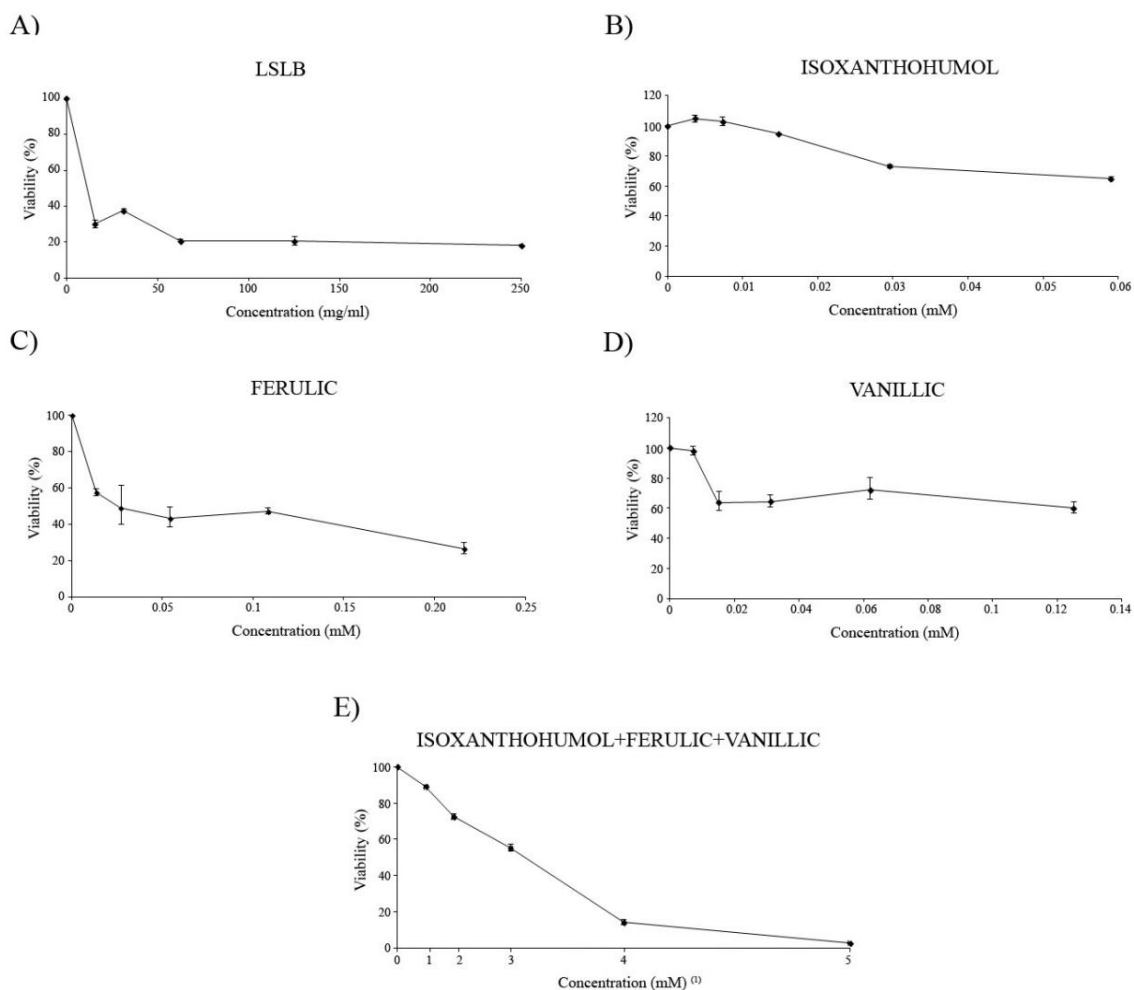 A)
LSLB
100
80
60
40
20
0
Viability (%)
0 50 100 150 200 250
Concentration (mg/ml)
B)
ISOXANTHOHUMOL
120
100
80
60
40
20
0
Viability (%)
0 0.01 0.02 0.03 0.04 0.05 0.06
Concentration (mM)
C)
FERULIC
100
80
60
40
20
0
Viability (%)
0 0.05 0.1 0.15 0.20 0.25
Concentration (mM)
D)
VANILLIC
120
100
80
60
40
20
0
Viability (%)
0 0.02 0.04 0.06 0.08 0.1 0.12 0.14
Concentration (mM)
E)
ISOXANTHOHUMOL+FERULIC+VANILLIC
100
80
60
40
20
0
Viability (%)
0 1 2 3 4 5
Concentration (mM) (1)